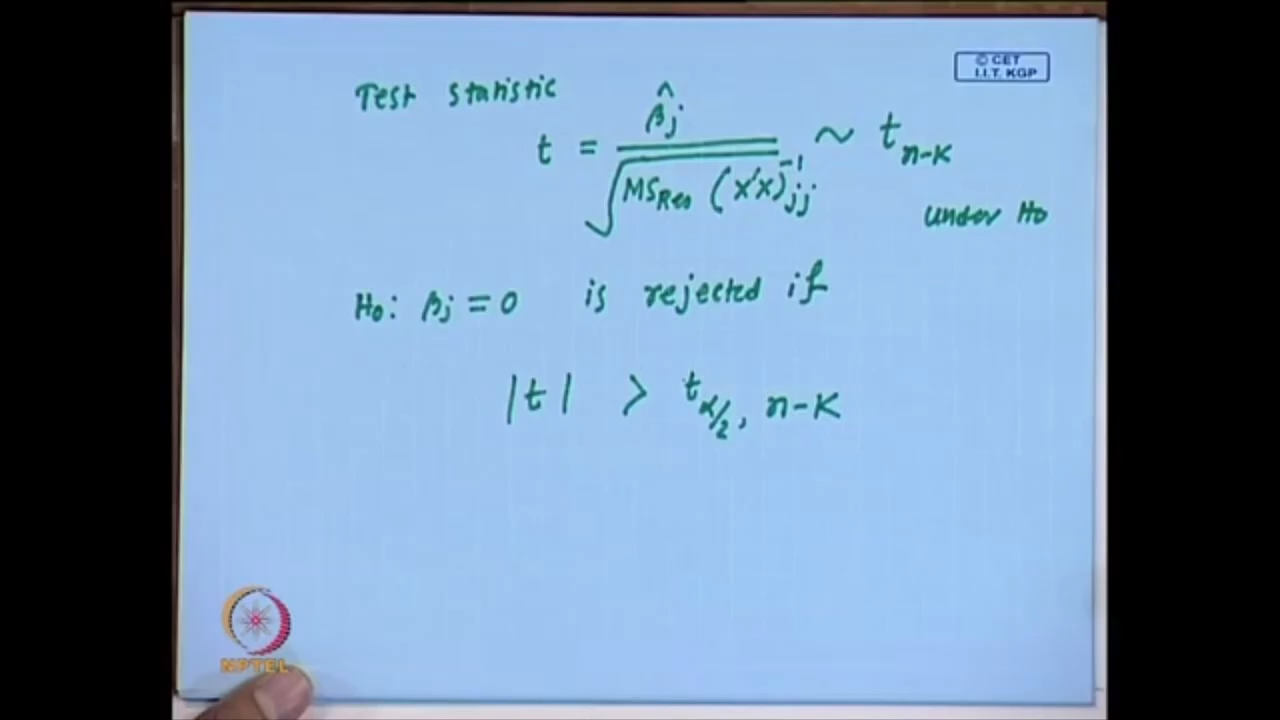 © CET
I.I.T. KGP
Test statistic
t = β̂j / √(MSRes (X'X)⁻¹jj) ~ tn-k
under H0
H0: βj = 0 is rejected if
|t| > tα/2, n-k
NPTEL